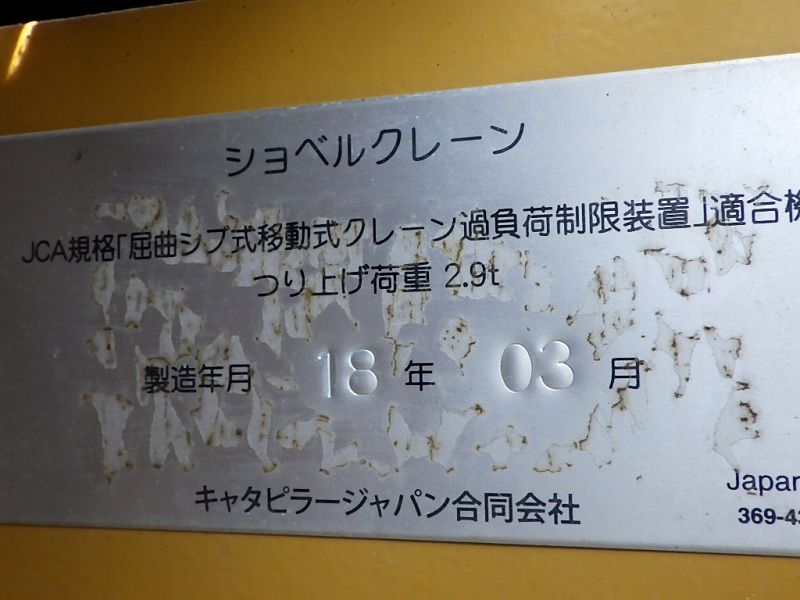 ショベルクレーン
JCA規格「屈曲ジブ式移動式クレーン過負荷制限装置」適合機
つり上げ荷重 2.9t
製造年月 18 年 03 月
キャタピラージャパン合同会社
Japan
369-43